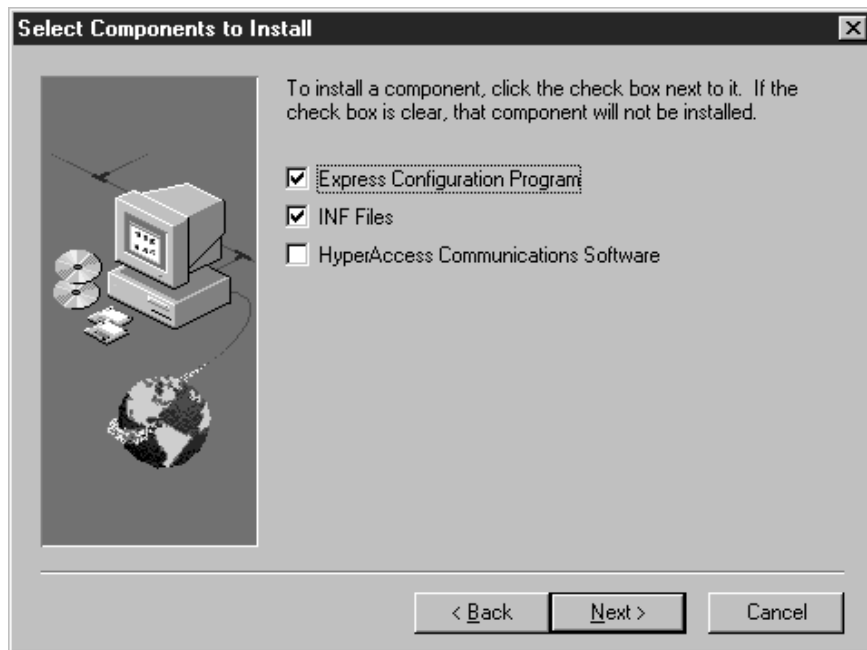 Select Components to Install
To install a component, click the check box next to it. If the
check box is clear, that component will not be installed.
Express Configuration Program
INF Files
HyperAccess Communications Software
< Back
Next >
Cancel